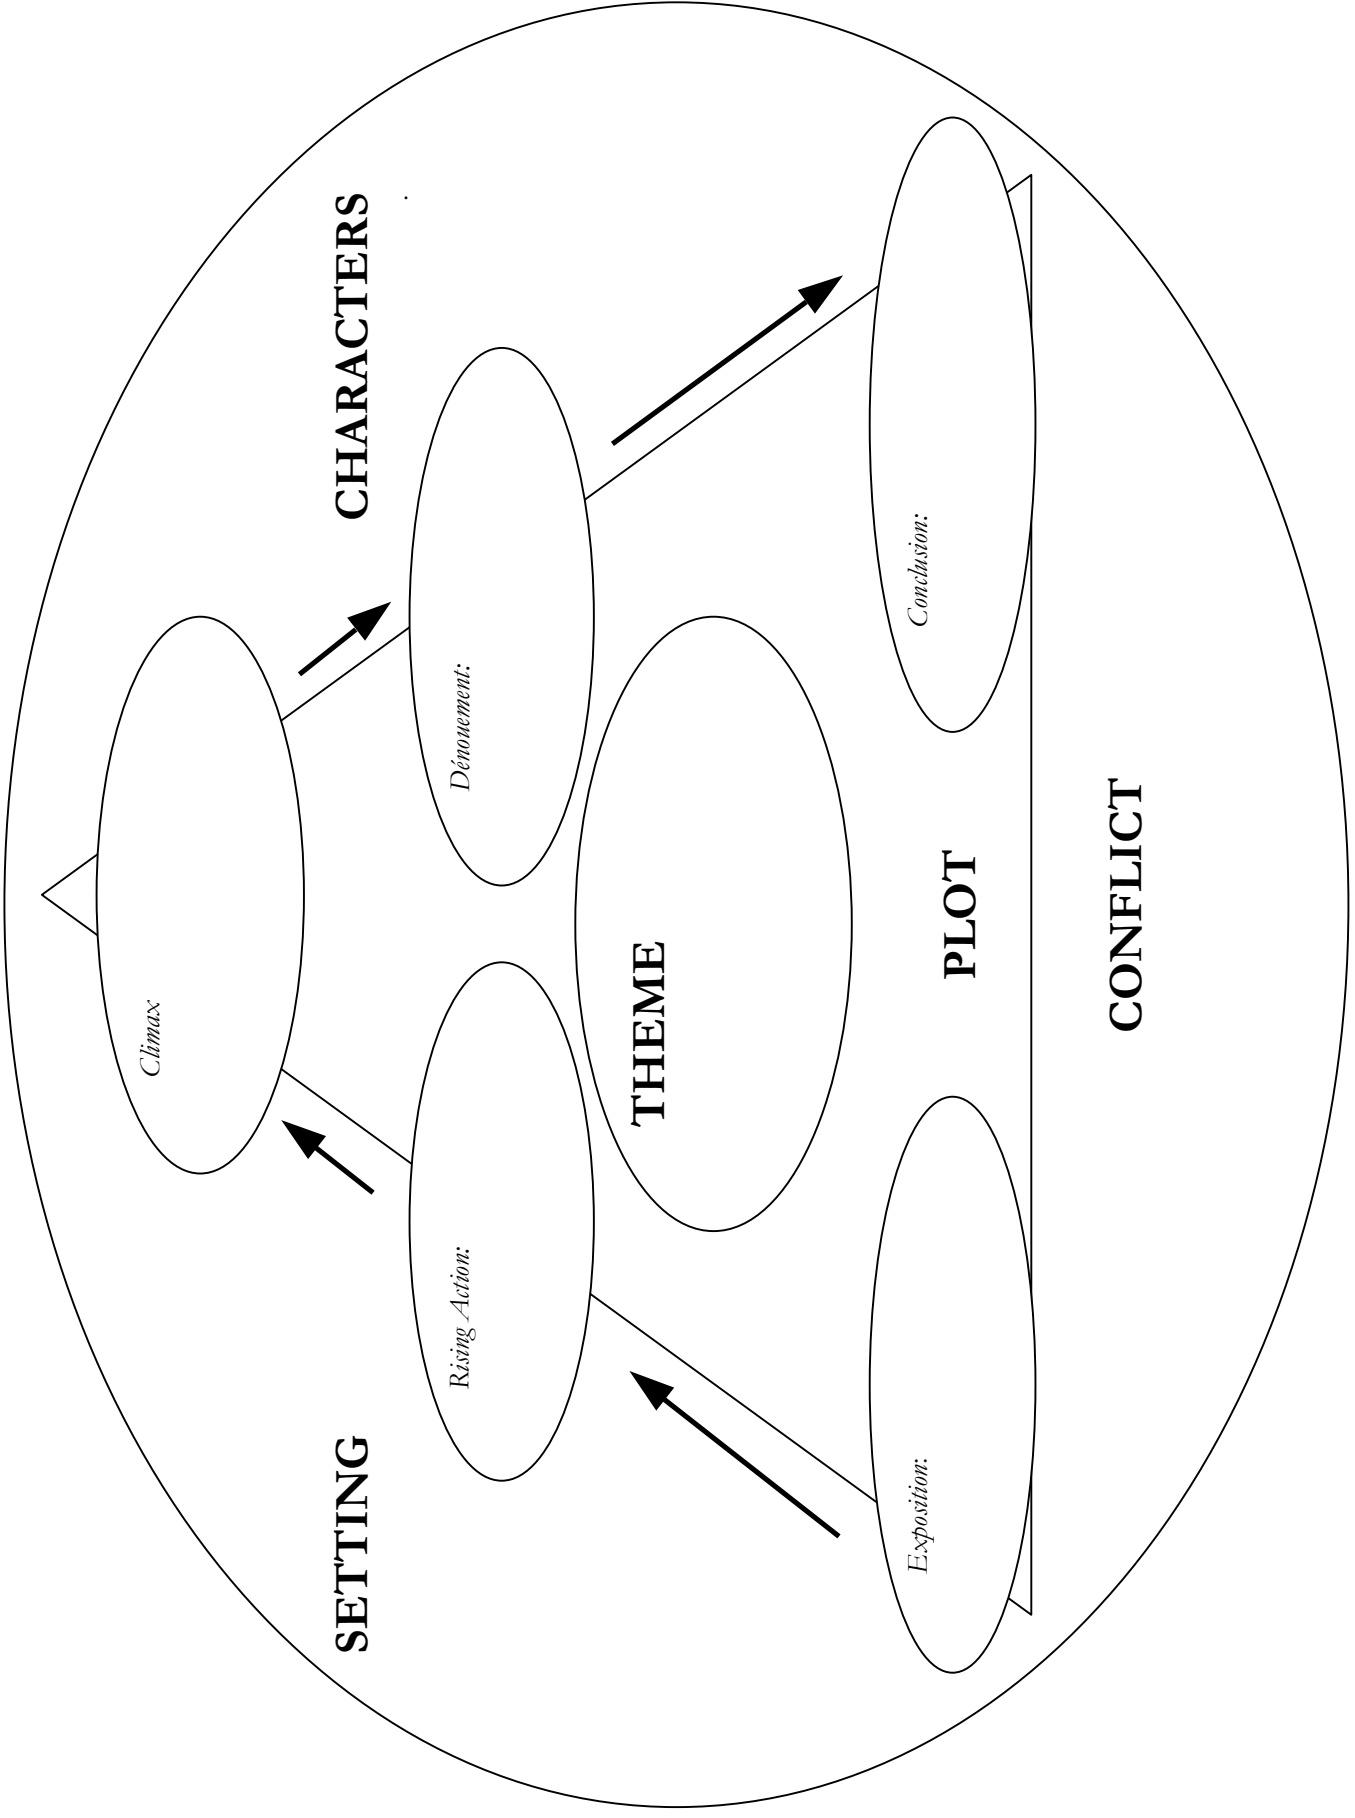 Climax
SETTING
CHARACTERS
Rising Action:
Dénouement:
THEME
Exposition:
Conclusion:
PLOT
CONFLICT